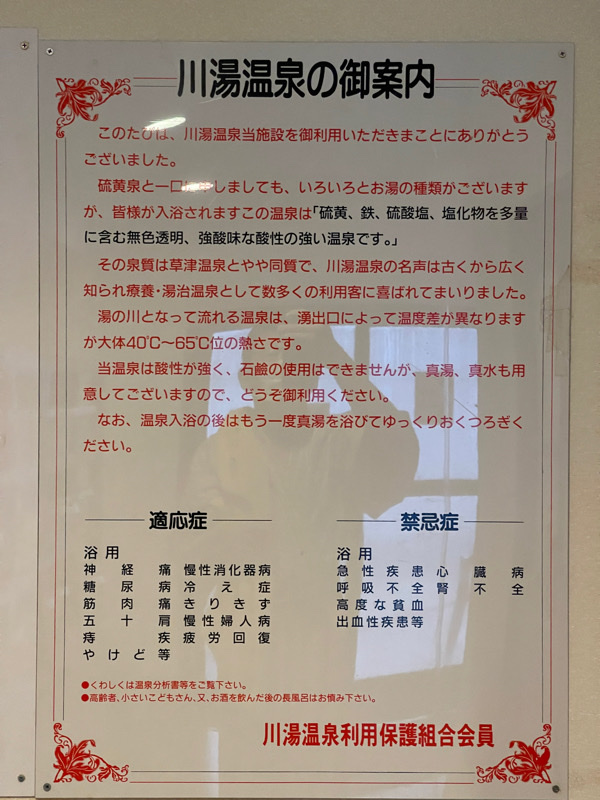 川湯温泉の御案内
このたびは、川湯温泉当施設を御利用いただきまことにありがとう
ございました。
硫黄泉と一口に申しましても、いろいろとお湯の種類がございます
が、皆様が入浴されますこの温泉は「硫黄、鉄、硫酸塩、塩化物を多量
に含む無色透明、強酸味な酸性の強い温泉です。」
その泉質は草津温泉とやや同質で、川湯温泉の名声は古くから広く
知られ療養・湯治温泉として数多くの利用客に喜ばれてまいりました。
湯の川となって流れる温泉は、湧出口によって温度差が異なります
が大体40℃〜65℃位の熱さです。
当温泉は酸性が強く、石鹸の使用はできませんが、真湯、真水も用
意してございますので、どうぞ御利用ください。
なお、温泉入浴の後はもう一度真湯を浴びてゆっくりおくつろぎく
ださい。
適応症
浴用
神経痛 慢性消化器病
糖尿病 冷え症
筋肉痛 きりきず
五十肩 慢性婦人病
痔疾 疲労回復
やけど等
禁忌症
浴用
急性疾患 心臓病
呼吸不全 腎不全
高度な貧血
出血性疾患等
●くわしくは温泉分析書等をご覧下さい。
●高齢者、小さいこどもさん、又、お酒を飲んだ後の長風呂はお慎み下さい。
川湯温泉利用保護組合会員